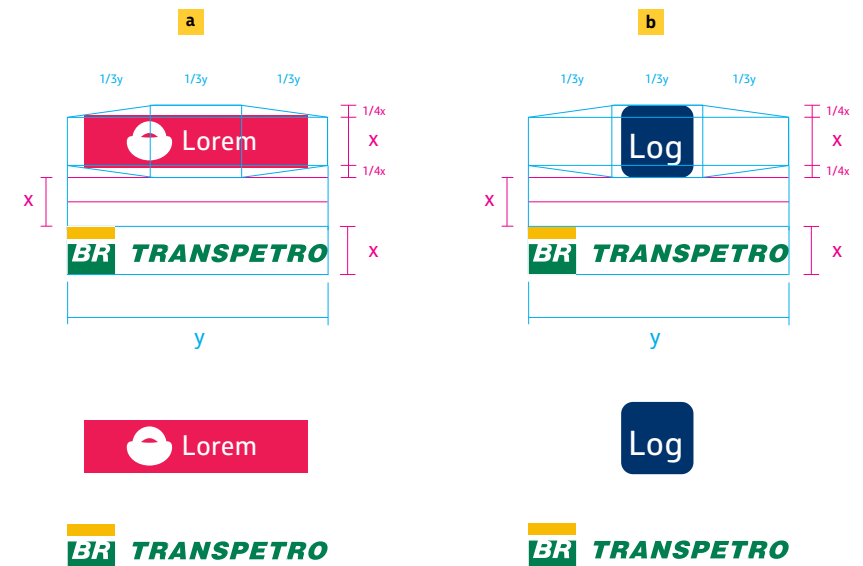 a
b
1/3y 1/3y 1/3y
1/3y 1/3y 1/3y
1/4x
1/4x
Lorem
x
Log
x
1/4x
1/4x
x
x
BR TRANSPETRO
x
BR TRANSPETRO
x
y
y
Lorem
Log
BR TRANSPETRO
BR TRANSPETRO